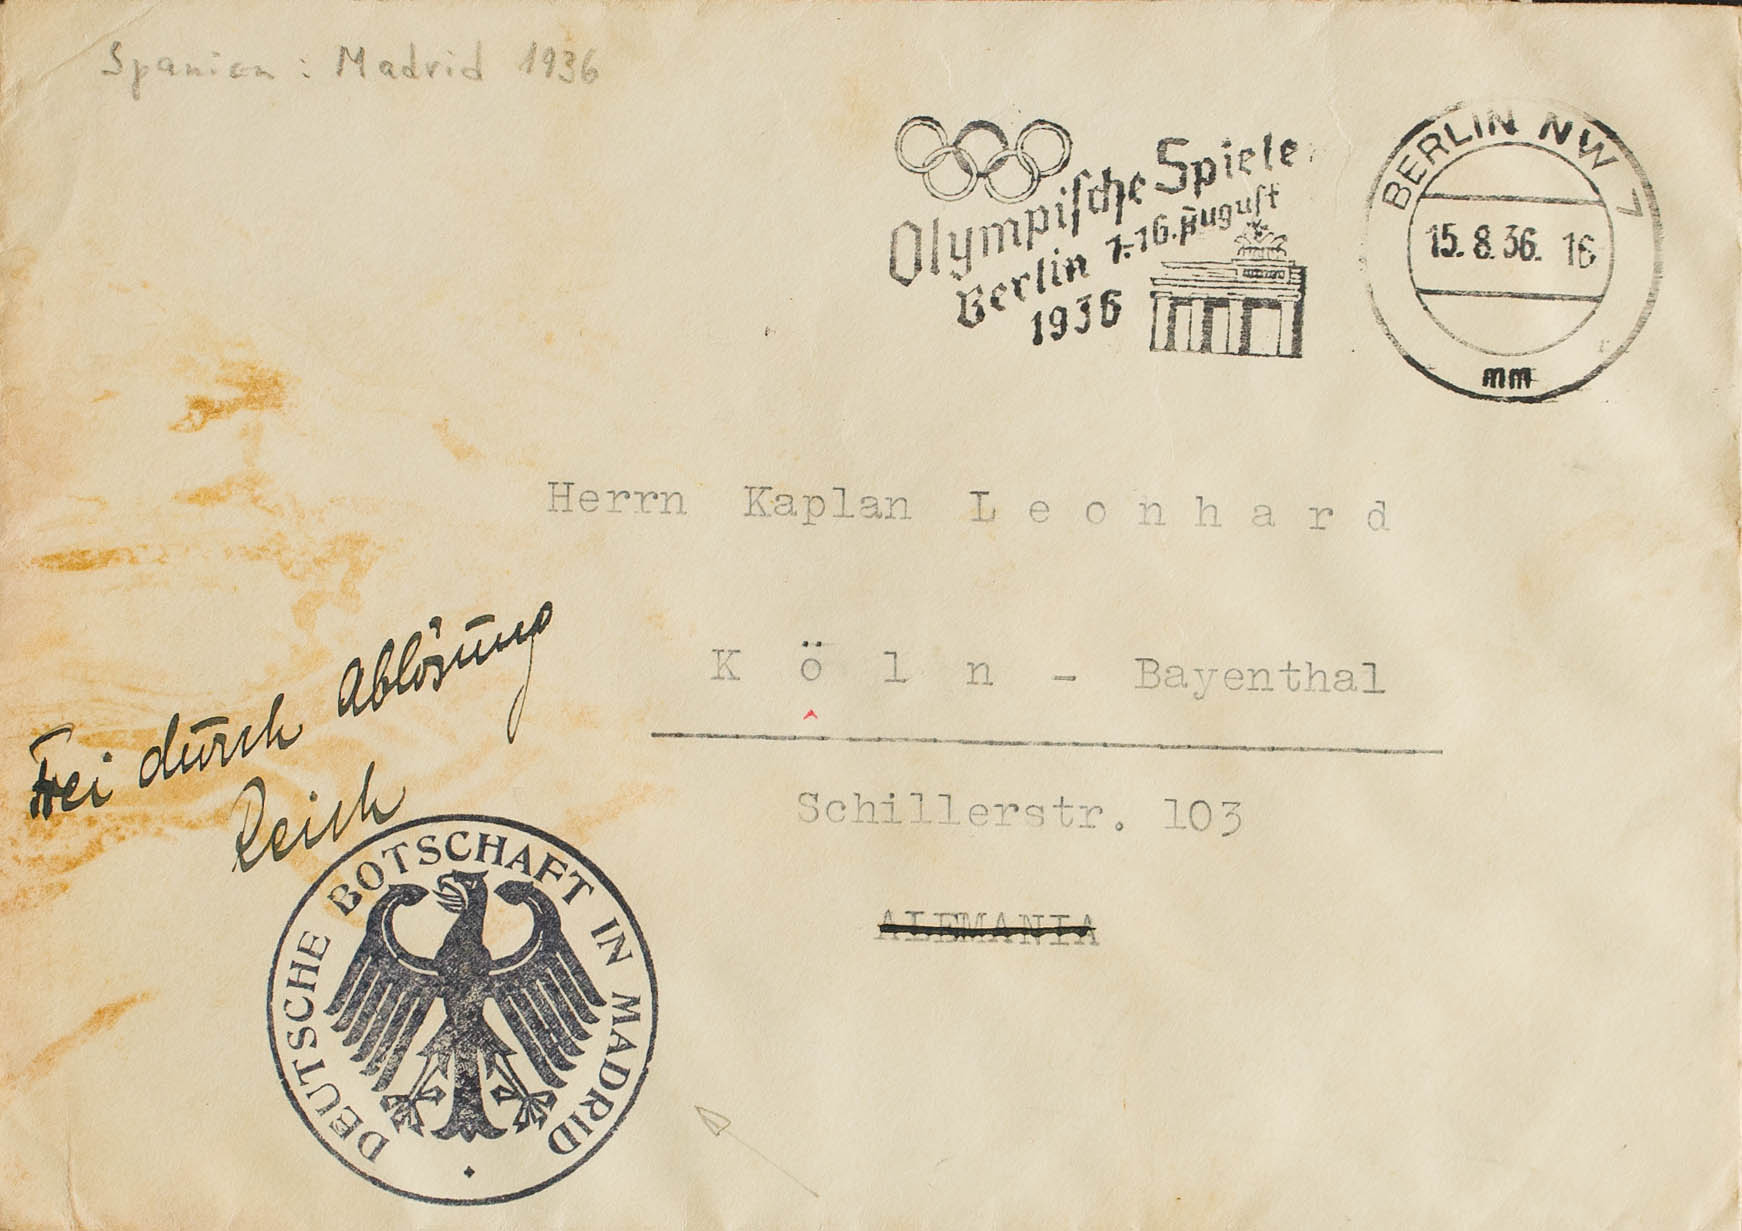 Spanien : Madrid 1936
Olympische Spiele
Berlin 1.-16. August
1936
BERLIN NW 7
15.8.36. 16
mm
Herrn Kaplan Leonhard
Köln - Bayenthal
Schillerstr. 103
ALEMANIA
Frei durch Ablösung
Reich
DEUTSCHE BOTSCHAFT IN MADRID